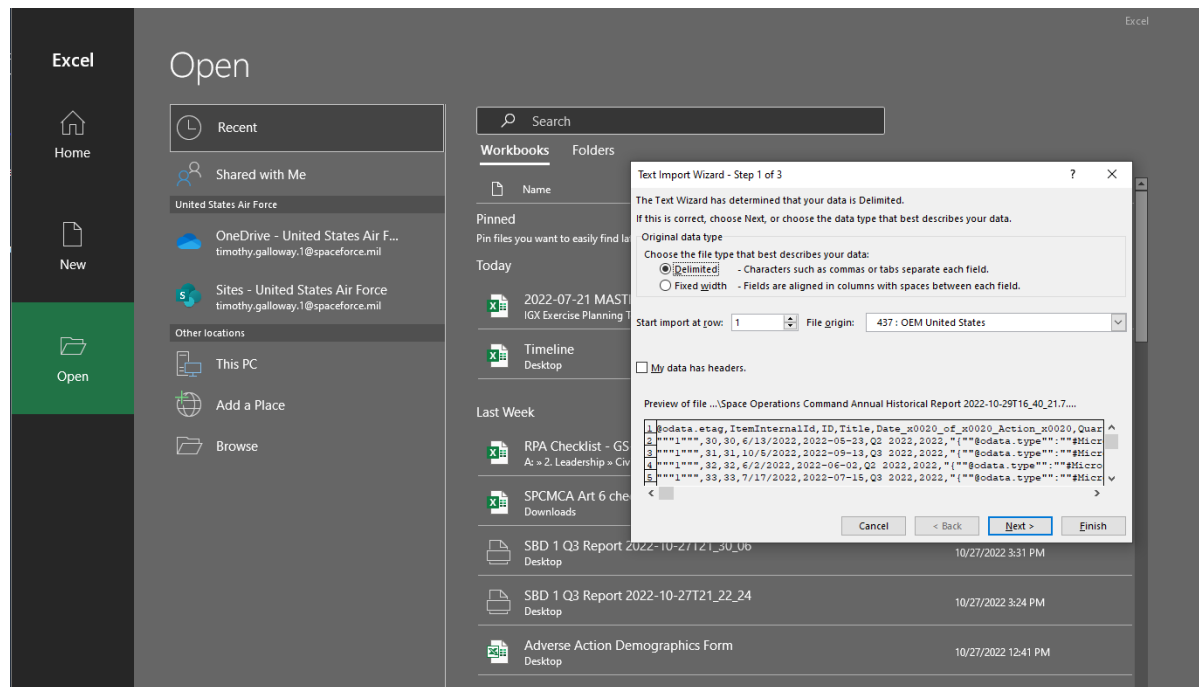 Excel
Excel
Open
Home
New
Open
Recent
Shared with Me
United States Air Force
OneDrive - United States Air F...
timothy.galloway.1@spaceforce.mil
Sites - United States Air Force
timothy.galloway.1@spaceforce.mil
Other locations
This PC
Add a Place
Browse
Search
Workbooks Folders
Name
Pinned
Pin files you want to easily find la
Today
2022-07-21 MAST
IGX Exercise Planning T
Timeline
Desktop
Last Week
RPA Checklist - GS
A: » 2. Leadership » Civ
SPCMCA Art 6 che
Downloads
SBD 1 Q3 Report 2022-10-27T21_30_06
Desktop
10/27/2022 3:31 PM
SBD 1 Q3 Report 2022-10-27T21_22_24
Desktop
10/27/2022 3:24 PM
Adverse Action Demographics Form
Desktop
10/27/2022 12:41 PM
Text Import Wizard - Step 1 of 3
The Text Wizard has determined that your data is Delimited.
If this is correct, choose Next, or choose the data type that best describes your data.
Original data type
Choose the file type that best describes your data:
Delimited - Characters such as commas or tabs separate each field.
Fixed width - Fields are aligned in columns with spaces between each field.
Start import at row: 1 File origin: 437 : OEM United States
My data has headers.
Preview of file ...\Space Operations Command Annual Historical Report 2022-10-29T16_40_21.7....
1 @odata.etag,ItemInternalId,ID,Title,Date_x0020_of_x0020_Action_x0020,Quar
2 """1""",30,30,6/13/2022,2022-05-23,Q2 2022,2022,"{""@odata.type"":""#Micr
3 """1""",31,31,10/5/2022,2022-09-13,Q3 2022,2022,"{""@odata.type"":""#Micr
4 """1""",32,32,6/2/2022,2022-06-02,Q2 2022,2022,"{""@odata.type"":""#Micro
5 """1""",33,33,7/17/2022,2022-07-15,Q3 2022,2022,"{""@odata.type"":""#Micr
Cancel < Back Next > Finish